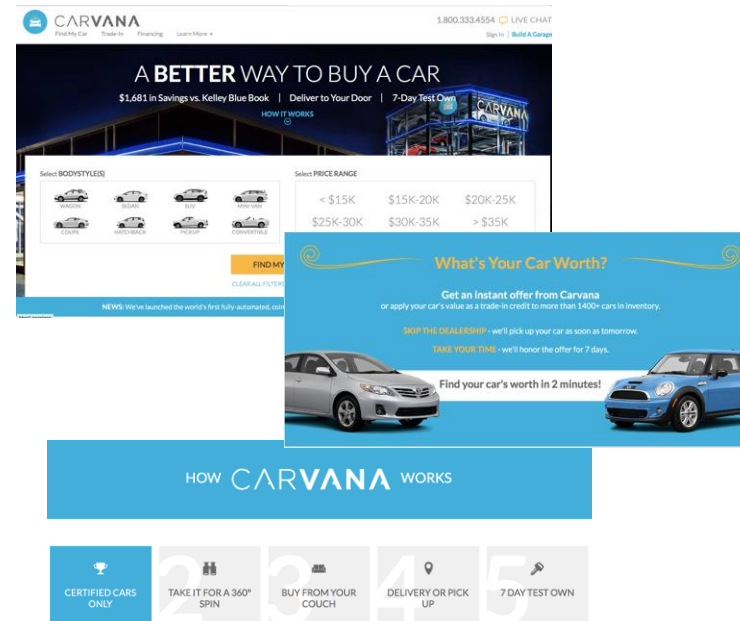 CARVANA
1.800.333.4554 LIVE CHAT
Find My Car Trade-In Financing Learn More
Sign In | Build A Garage
A BETTER WAY TO BUY A CAR
$1,681 in Savings vs. Kelley Blue Book | Deliver to Your Door | 7-Day Test Own
HOW IT WORKS
CARVANA
Select BODYSTYLE(S)
Select PRICE RANGE
WAGON SEDAN SUV MINI VAN
< $15K $15K-20K $20K-25K
COUPE HATCHBACK PICKUP CONVERTIBLE
$25K-30K $30K-35K > $35K
FIND MY
CLEAR ALL FILTERS
NEWS: We've launched the world's first fully-automated,
What's Your Car Worth?
Get an instant offer from Carvana
or apply your car's value as a trade-in credit to more than 1400+ cars in inventory.
SKIP THE DEALERSHIP - we'll pick up your car as soon as tomorrow.
TAKE YOUR TIME - we'll honor the offer for 7 days.
Find your car's worth in 2 minutes!
HOW CARVANA WORKS
2 3 4 5
CERTIFIED CARS ONLY
TAKE IT FOR A 360° SPIN
BUY FROM YOUR COUCH
DELIVERY OR PICK UP
7 DAY TEST OWN